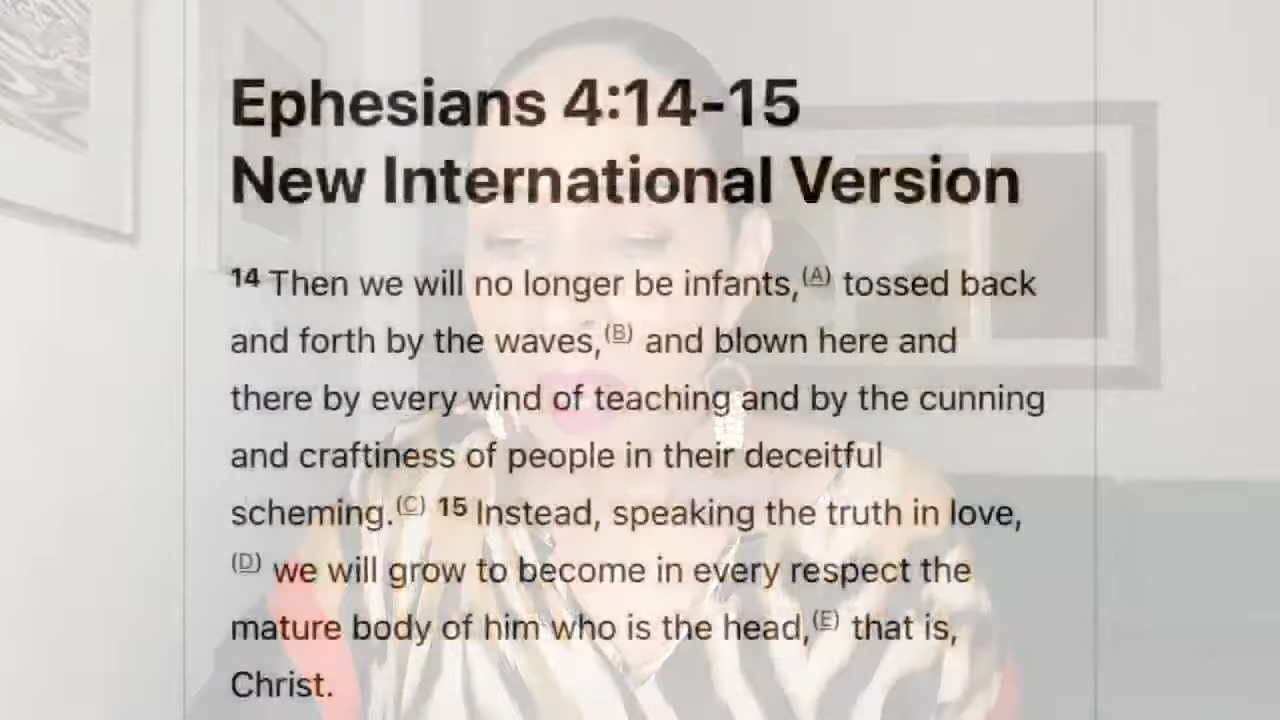 Ephesians 4:14-15
New International Version
14 Then we will no longer be infants,(A) tossed back
and forth by the waves,(B) and blown here and
there by every wind of teaching and by the cunning
and craftiness of people in their deceitful
scheming.(C) 15 Instead, speaking the truth in love,
(D) we will grow to become in every respect the
mature body of him who is the head,(E) that is,
Christ.